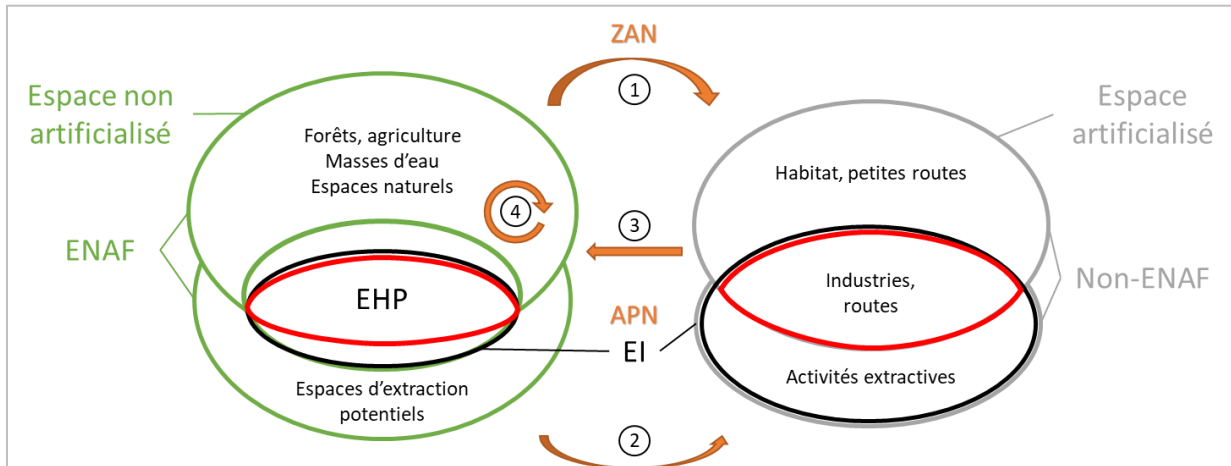 ZAN
1
Espace non
artificialisé
Espace
artificialisé
Forêts, agriculture
Masses d’eau
Espaces naturels
Habitat, petites routes
4
3
ENAF
Non-ENAF
EHP
Industries,
routes
APN
EI
Espaces d’extraction
potentiels
Activités extractives
2